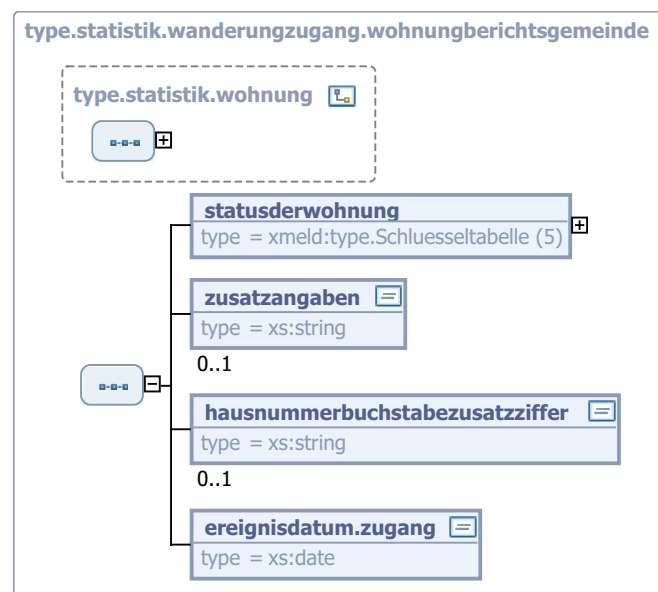 type.statistik.wanderungzugang.wohnungberichtsgemeinde
type.statistik.wohnung
statusderwohnung
type = xmeld:type.Schluesseltabelle (5)
zusatzangaben
type = xs:string
0..1
hausnummerbuchstabezusatzziffer
type = xs:string
0..1
ereignisdatum.zugang
type = xs:date